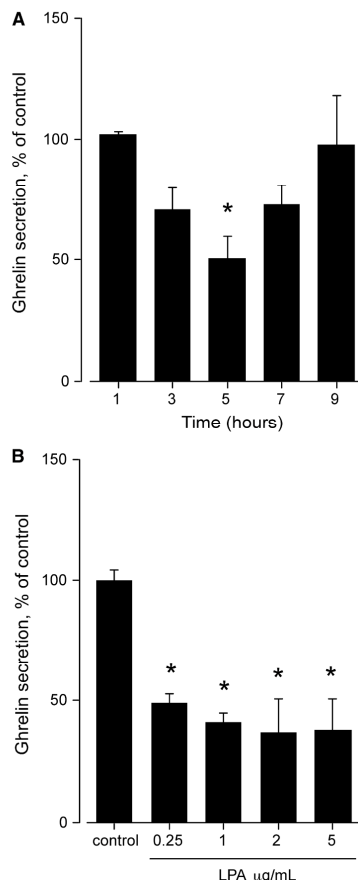 A
150
100
50
0
Ghrelin secretion, % of control
*
1 3 5 7 9
Time (hours)
B
150
100
50
0
Ghrelin secretion, % of control
* * * *
control 0.25 1 2 5
LPA µg/mL